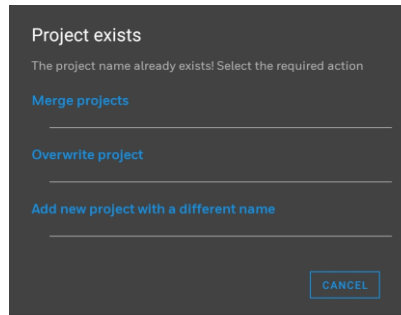 Project exists
The project name already exists! Select the required action
Merge projects
Overwrite project
Add new project with a different name
CANCEL